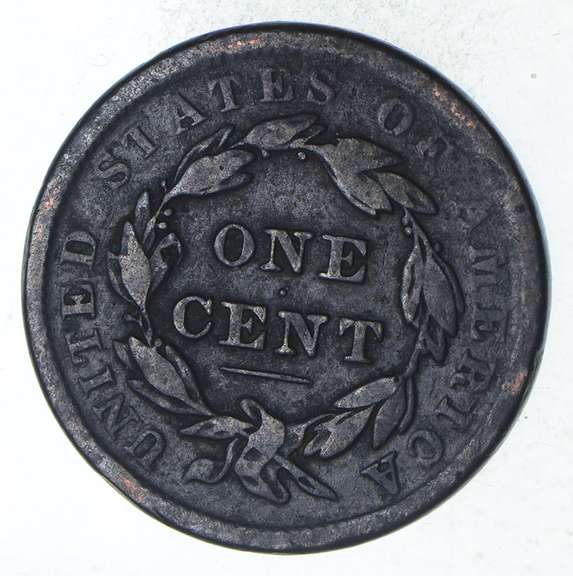 UNITED STATES OF AMERICA
ONE
CENT